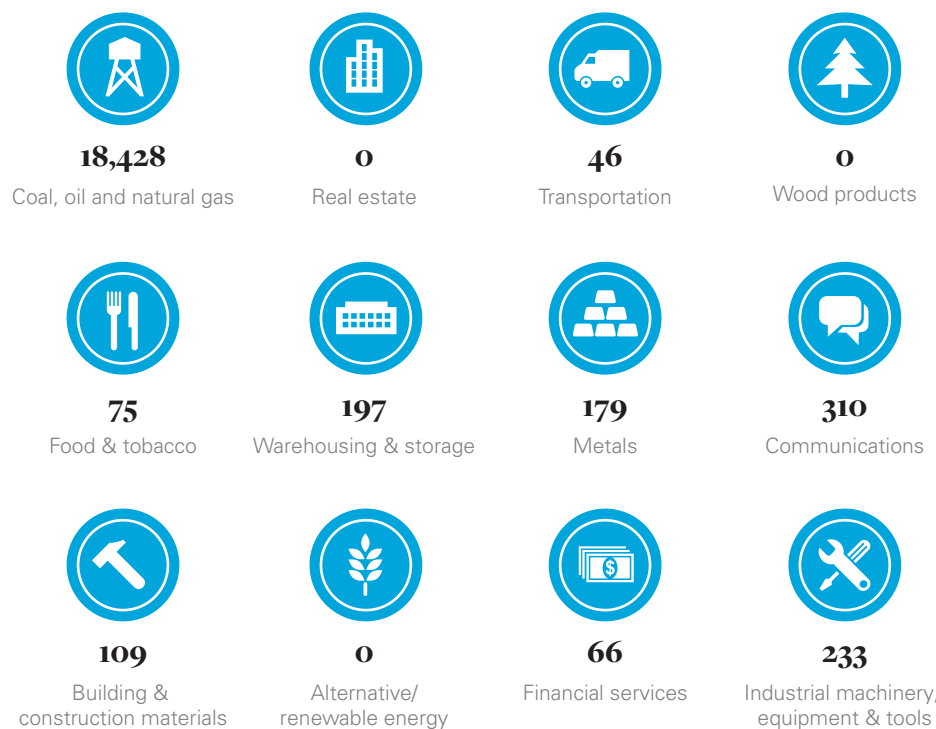 18,428
Coal, oil and natural gas
0
Real estate
46
Transportation
0
Wood products
75
Food & tobacco
197
Warehousing & storage
179
Metals
310
Communications
109
Building &
construction materials
0
Alternative/
renewable energy
$
66
Financial services
233
Industrial machinery,
equipment & tools